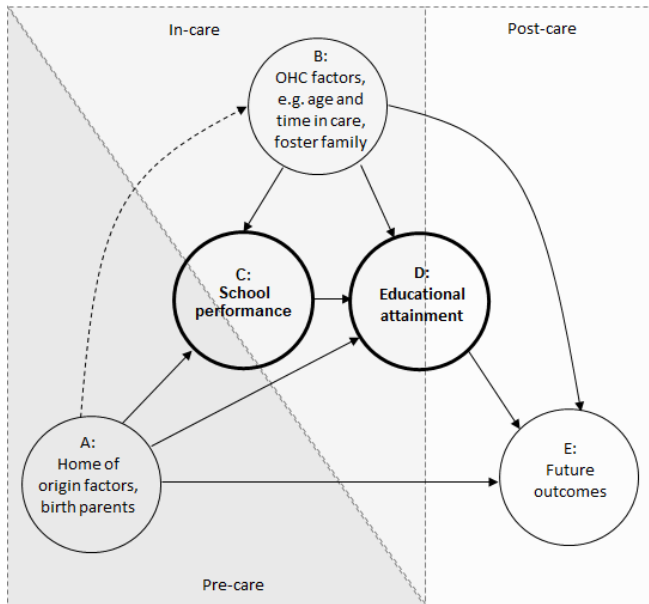 In-care
Post-care
B:
OHC factors,
e.g. age and
time in care,
foster family
C:
School
performance
D:
Educational
attainment
A:
Home of
origin factors,
birth parents
E:
Future
outcomes
Pre-care